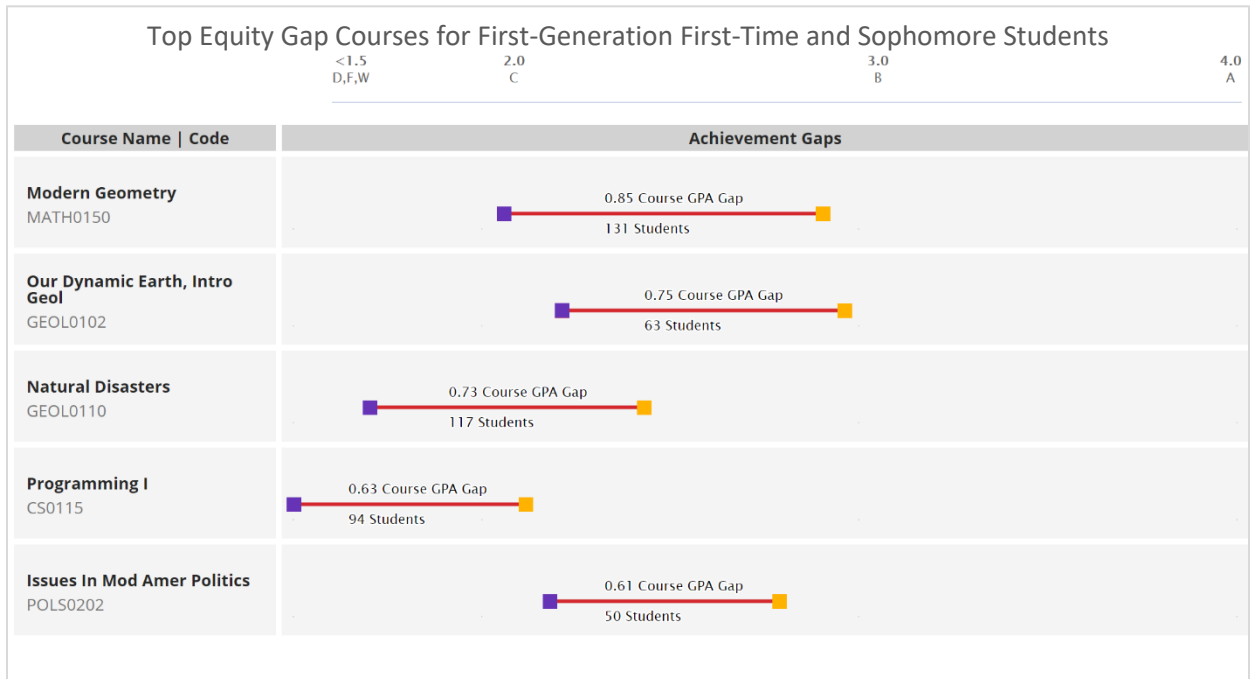 Top Equity Gap Courses for First-Generation First-Time and Sophomore Students
<1.5 2.0 3.0 4.0
D,F,W C B A
Course Name | Code Achievement Gaps
Modern Geometry
MATH0150
0.85 Course GPA Gap
131 Students
Our Dynamic Earth, Intro
Geol
GEOL0102
0.75 Course GPA Gap
63 Students
Natural Disasters
GEOL0110
0.73 Course GPA Gap
117 Students
Programming I
CS0115
0.63 Course GPA Gap
94 Students
Issues In Mod Amer Politics
POLS0202
0.61 Course GPA Gap
50 Students